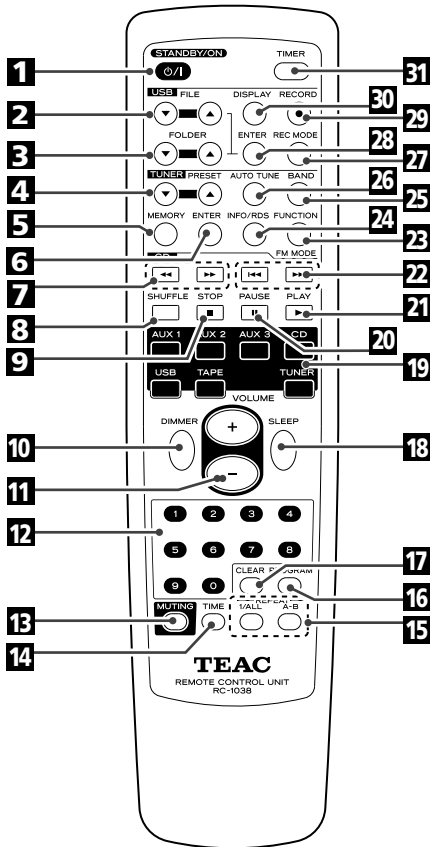 STANDBY/ON TIMER
1 31
USB FILE DISPLAY RECORD
2 30
29
FOLDER ENTER REC MODE
3 28
27
TUNER PRESET AUTO TUNE BAND
4 26
25
MEMORY ENTER INFO/RDS FUNCTION
5 24
6 23
CD FM MODE
7 22
SHUFFLE STOP PAUSE PLAY
8 21
9 20
AUX 1 AUX 2 AUX 3 CD
19
USB TAPE TUNER
VOLUME
DIMMER + SLEEP
10 18
11 −
1 2 3 4
12
5 6 7 8
17
CLEAR PROGRAM
9 0
16
MUTING TIME REPEAT
1/ALL A-B
13 15
14
TEAC
REMOTE CONTROL UNIT
RC-1038